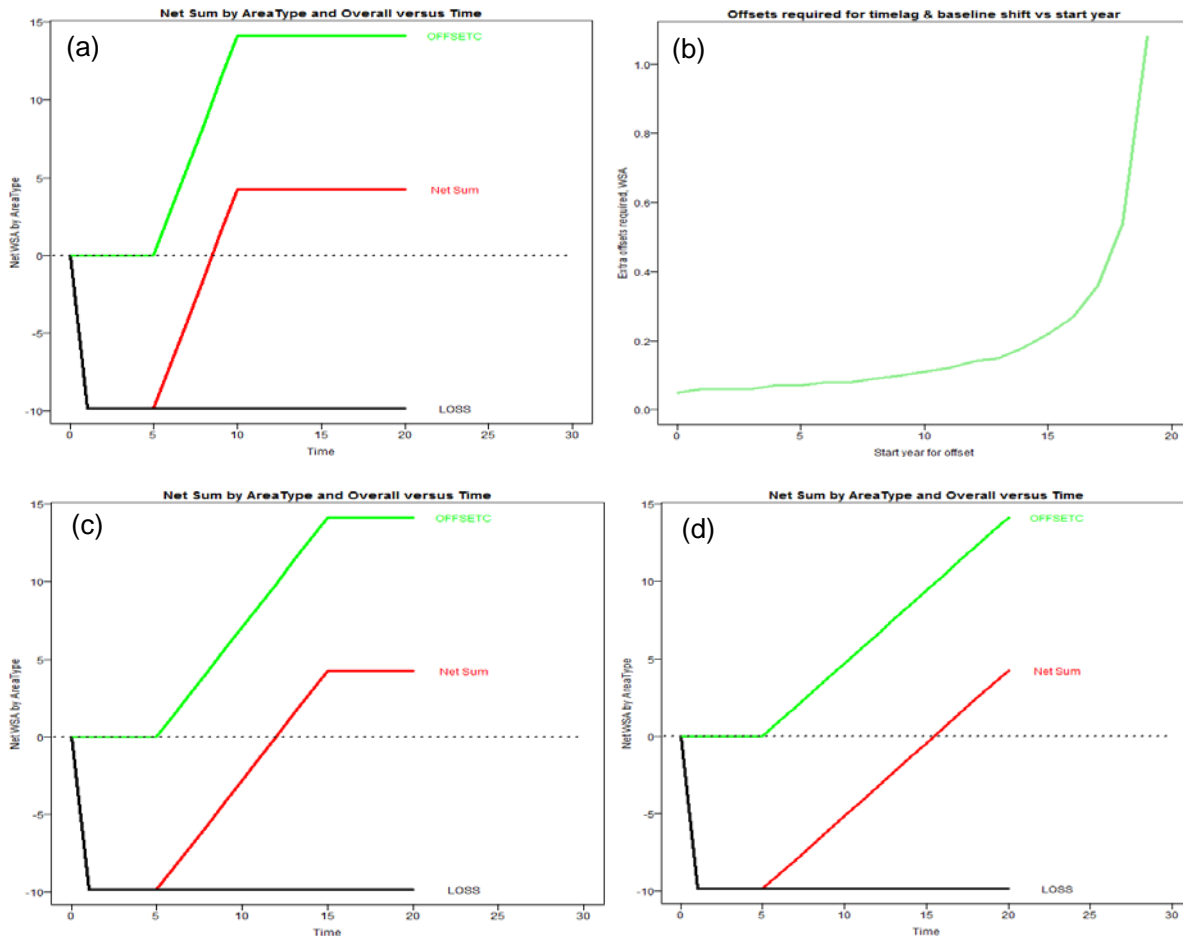 Net Sum by AreaType and Overall versus Time
(a)
15
10
5
0
-5
-10
Net WSA by AreaType
OFFSETC
Net Sum
LOSS
0 5 10 15 20 25 30
Time
Offsets required for timelag & baseline shift vs start year
(b)
1.0
0.8
0.6
0.4
0.2
0.0
Extra offsets required, WSA
0 5 10 15 20
Start year for offset
Net Sum by AreaType and Overall versus Time
(c)
15
10
5
0
-5
-10
Net WSA by AreaType
OFFSETC
Net Sum
LOSS
0 5 10 15 20 25 30
Time
Net Sum by AreaType and Overall versus Time
(d)
15
10
5
0
-5
-10
Net WSA by AreaType
OFFSETC
Net Sum
LOSS
0 5 10 15 20 25 30
Time